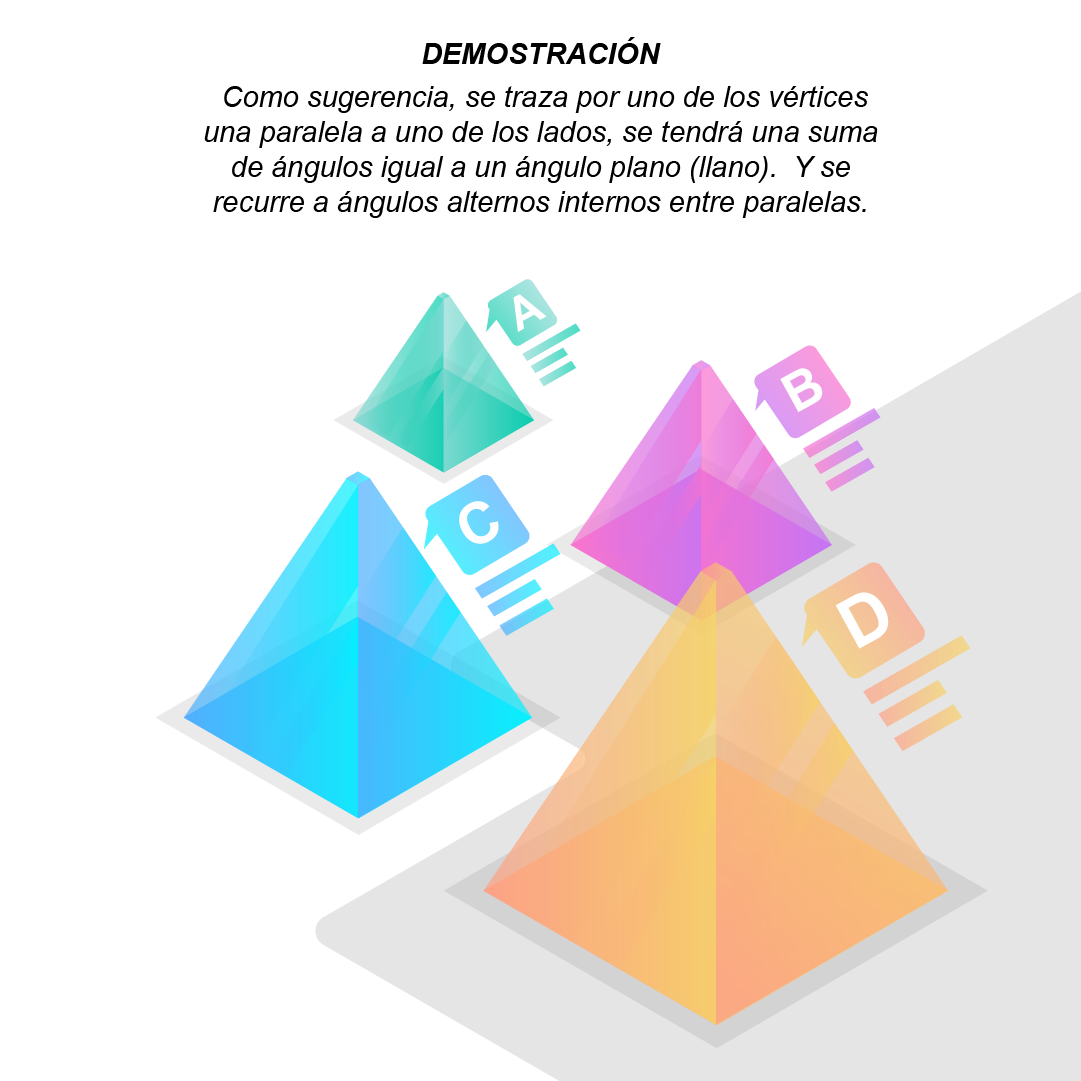 DEMOSTRACIÓN
Como sugerencia, se traza por uno de los vértices
una paralela a uno de los lados, se tendrá una suma
de ángulos igual a un ángulo plano (llano).  Y se
recurre a ángulos alternos internos entre paralelas.
A
B
C
D